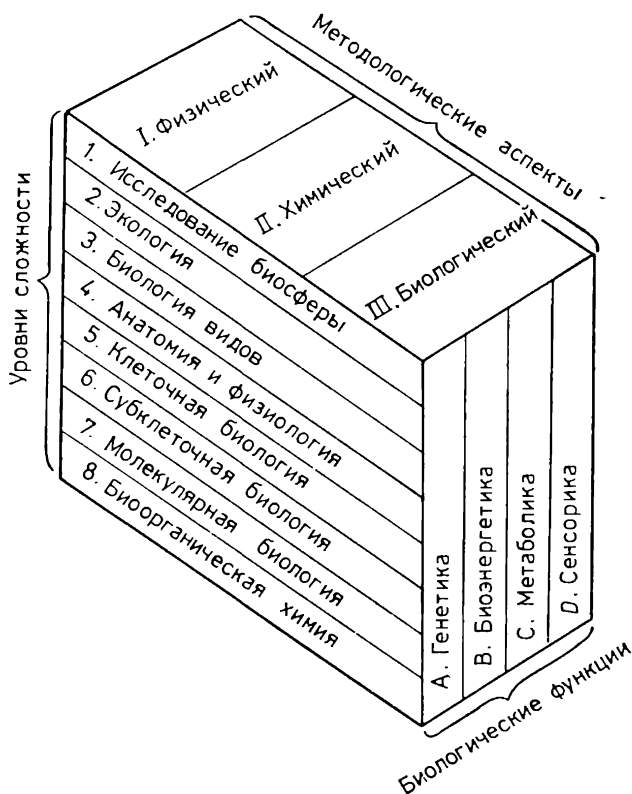 Методологические аспекты
I. Физический
II. Химический
III. Биологический
Уровни сложности
1. Исследование биосферы
2. Экология
3. Биология видов
4. Анатомия и физиология
5. Клеточная биология
6. Субклеточная биология
7. Молекулярная биология
8. Биоорганическая химия
A. Генетика
B. Биоэнергетика
C. Метаболика
D. Сенсорика
Биологические функции